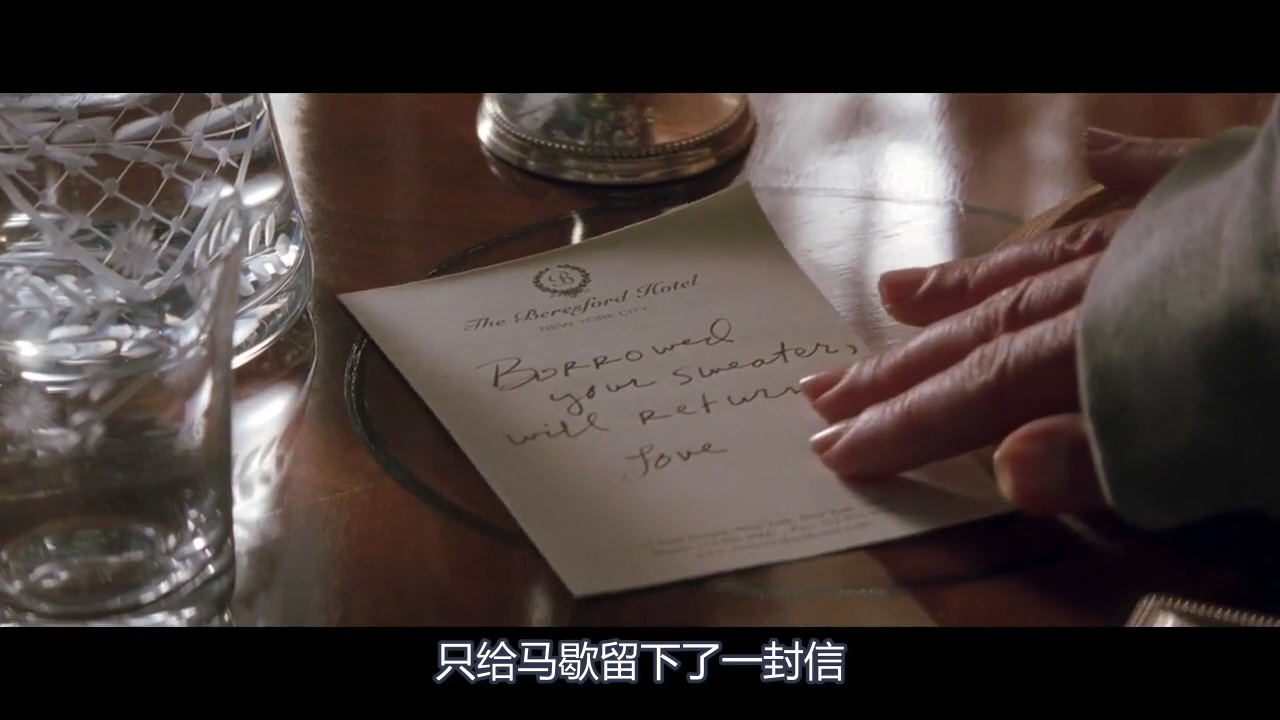 B
The Beresford Hotel
NEW YORK CITY
Borrowed
your sweater,
will return
love
只给马歇留下了一封信